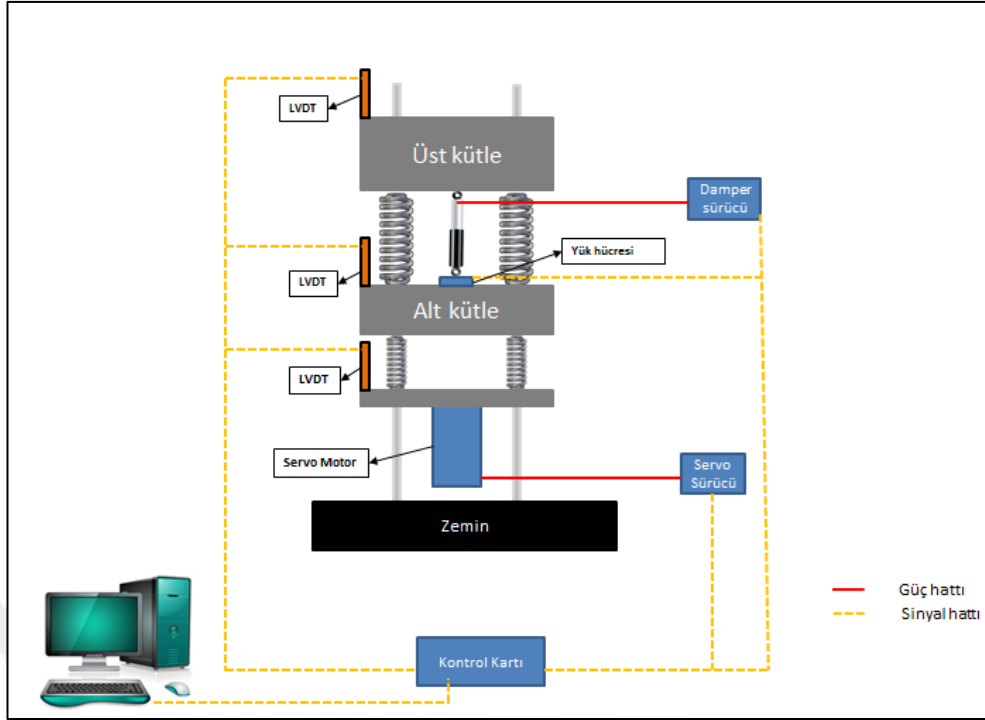 LVDT
Üst kütle
Damper
sürücü
Yük hücresi
LVDT
Alt kütle
LVDT
Servo Motor
Servo
Sürücü
Zemin
Güç hattı
Sinyal hattı
Kontrol Kartı